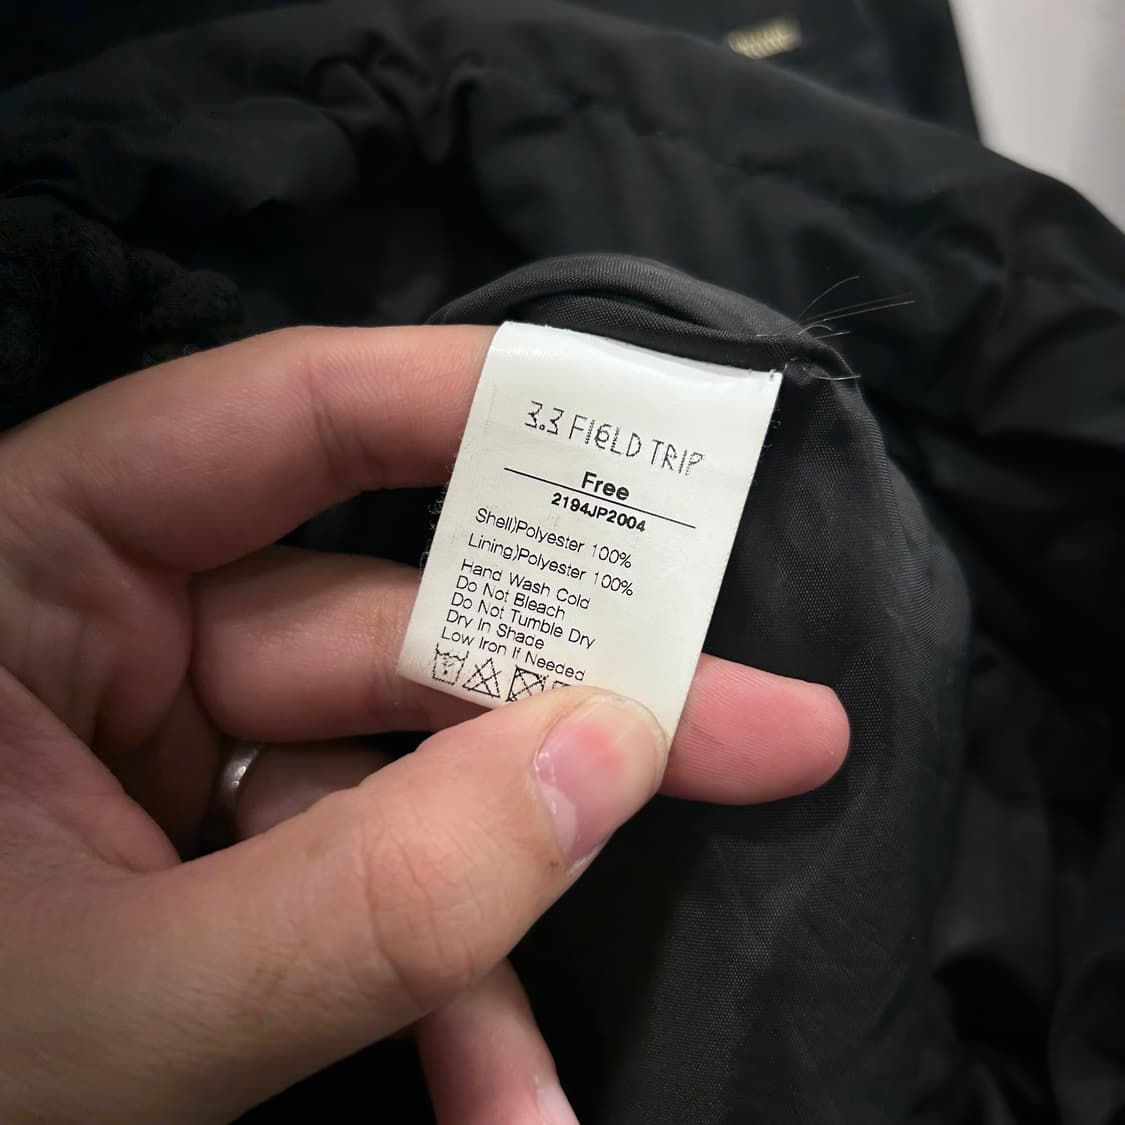 3.3 FIELD TRIP
Free
2194JP2004
Shell)Polyester 100%
Lining)Polyester 100%
Hand Wash Cold
Do Not Bleach
Do Not Tumble Dry
Dry In Shade
Low Iron If Needed